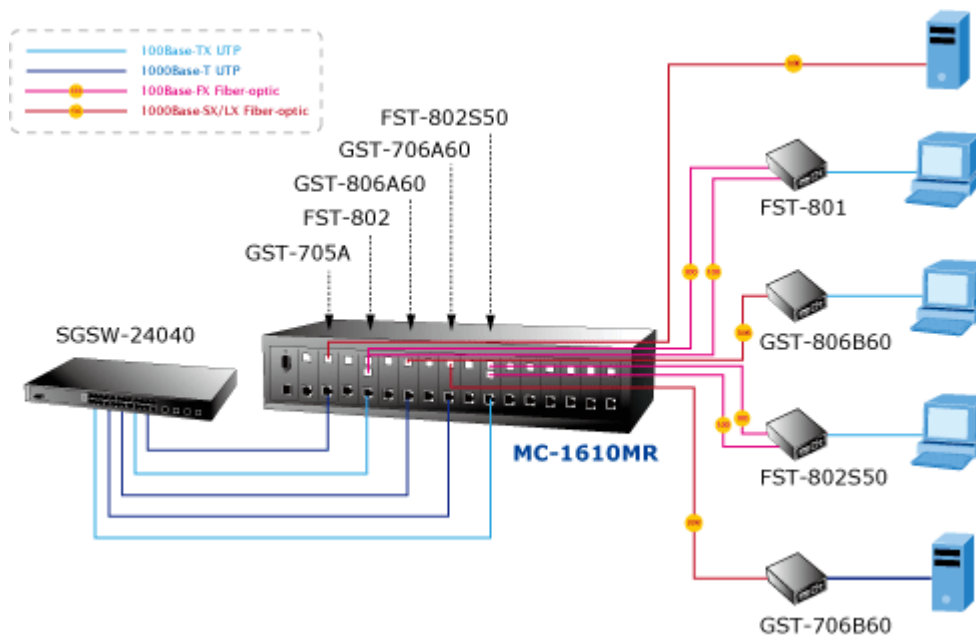 100Base-TX UTP
1000Base-T UTP
100Base-FX Fiber-optic
1000Base-SX/LX Fiber-optic
FST-802S50
GST-706A60
GST-806A60
FST-802
GST-705A
SGSW-24040
MC-1610MR
FST-801
GST-806B60
FST-802S50
GST-706B60